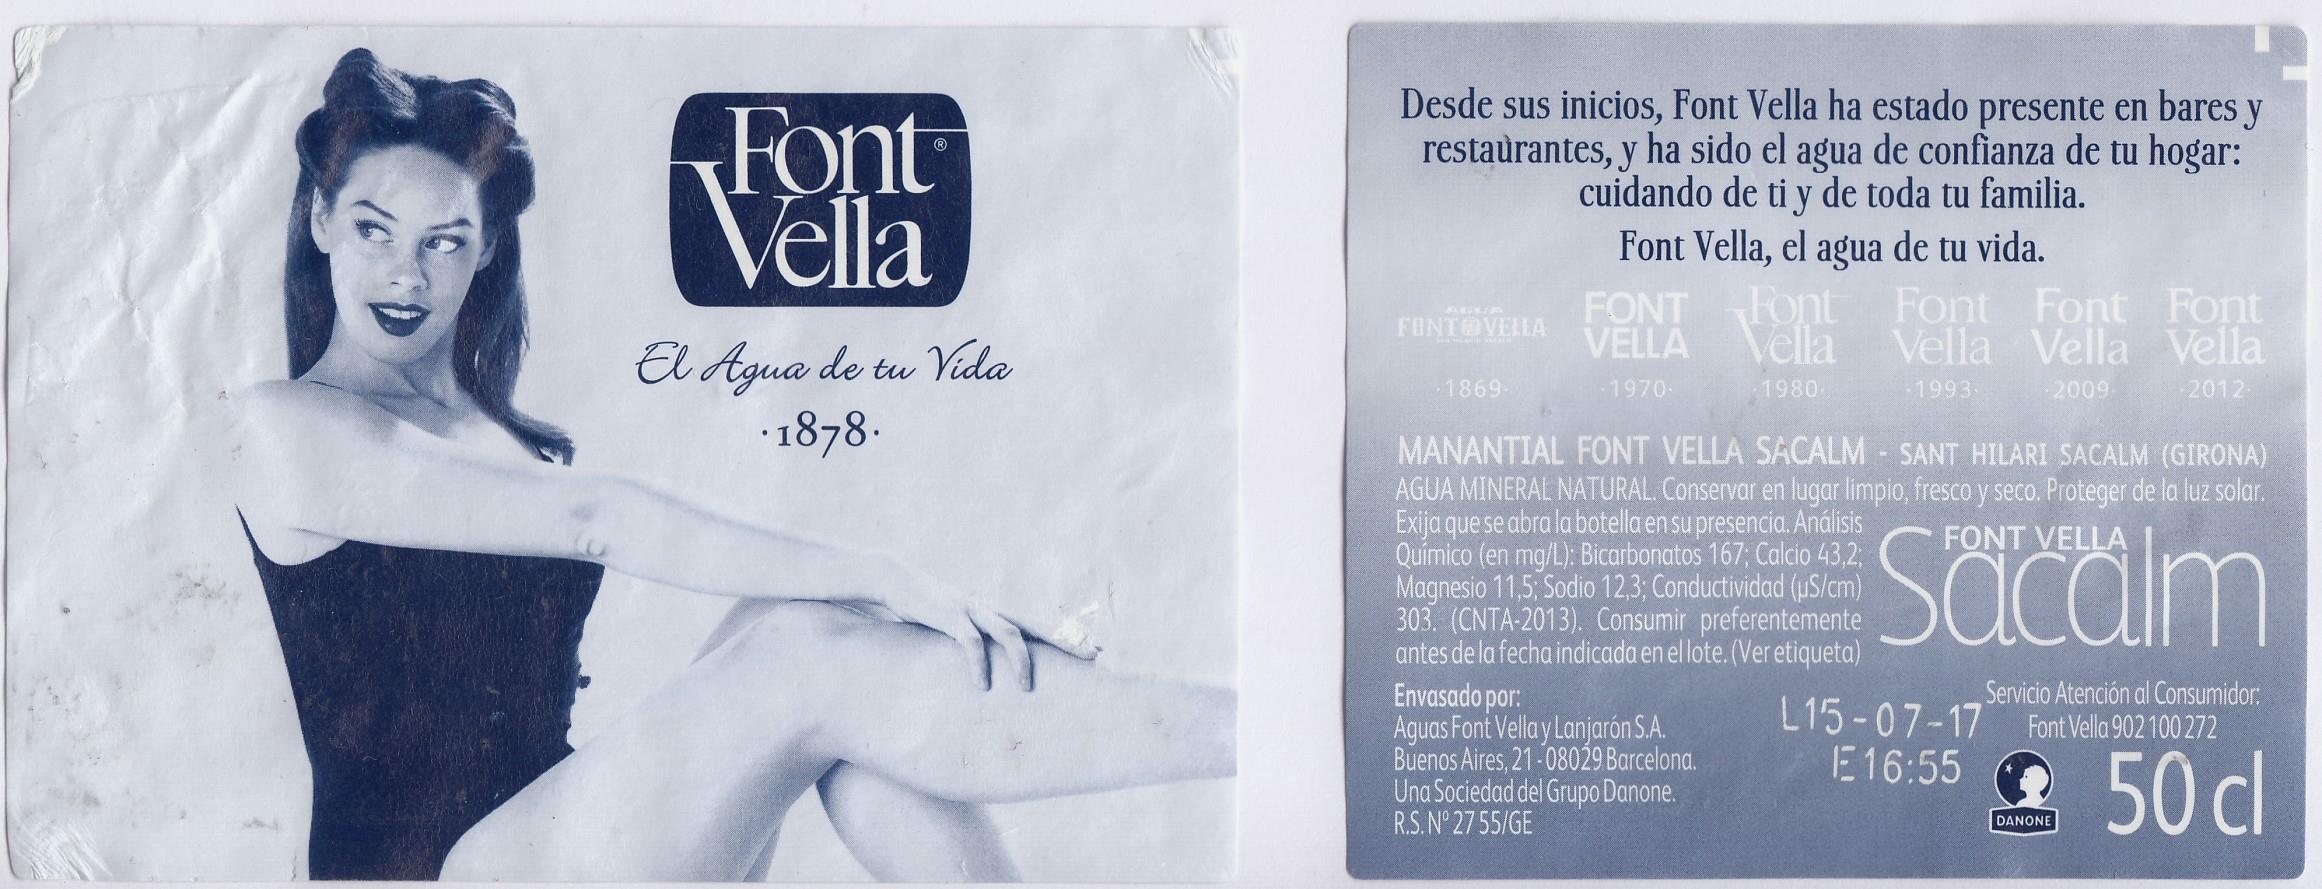 Font
Vella
®
El Agua de tu Vida
·1878·
Desde sus inicios, Font Vella ha estado presente en bares y
restaurantes, y ha sido el agua de confianza de tu hogar:
cuidando de ti y de toda tu familia.
Font Vella, el agua de tu vida.
AGUA
FONT VELLA
·1869·
FONT
VELLA
·1970·
Font
Vella
·1980·
Font
Vella
·1993·
Font
Vella
·2009·
Font
Vella
·2012·
MANANTIAL FONT VELLA SACALM - SANT HILARI SACALM (GIRONA)
AGUA MINERAL NATURAL. Conservar en lugar limpio, fresco y seco. Proteger de la luz solar.
Exija que se abra la botella en su presencia. Análisis
Químico (en mg/L): Bicarbonatos 167; Calcio 43,2;
Magnesio 11,5; Sodio 12,3; Conductividad (µS/cm)
303. (CNTA-2013). Consumir preferentemente
antes de la fecha indicada en el lote. (Ver etiqueta)
FONT VELLA
Sacalm
Envasado por:
Aguas Font Vella y Lanjarón S.A.
Buenos Aires, 21 - 08029 Barcelona.
Una Sociedad del Grupo Danone.
R.S. Nº 27 55/GE
L15-07-17
E16:55
Servicio Atención al Consumidor:
Font Vella 902 100 272
DANONE
50 cl